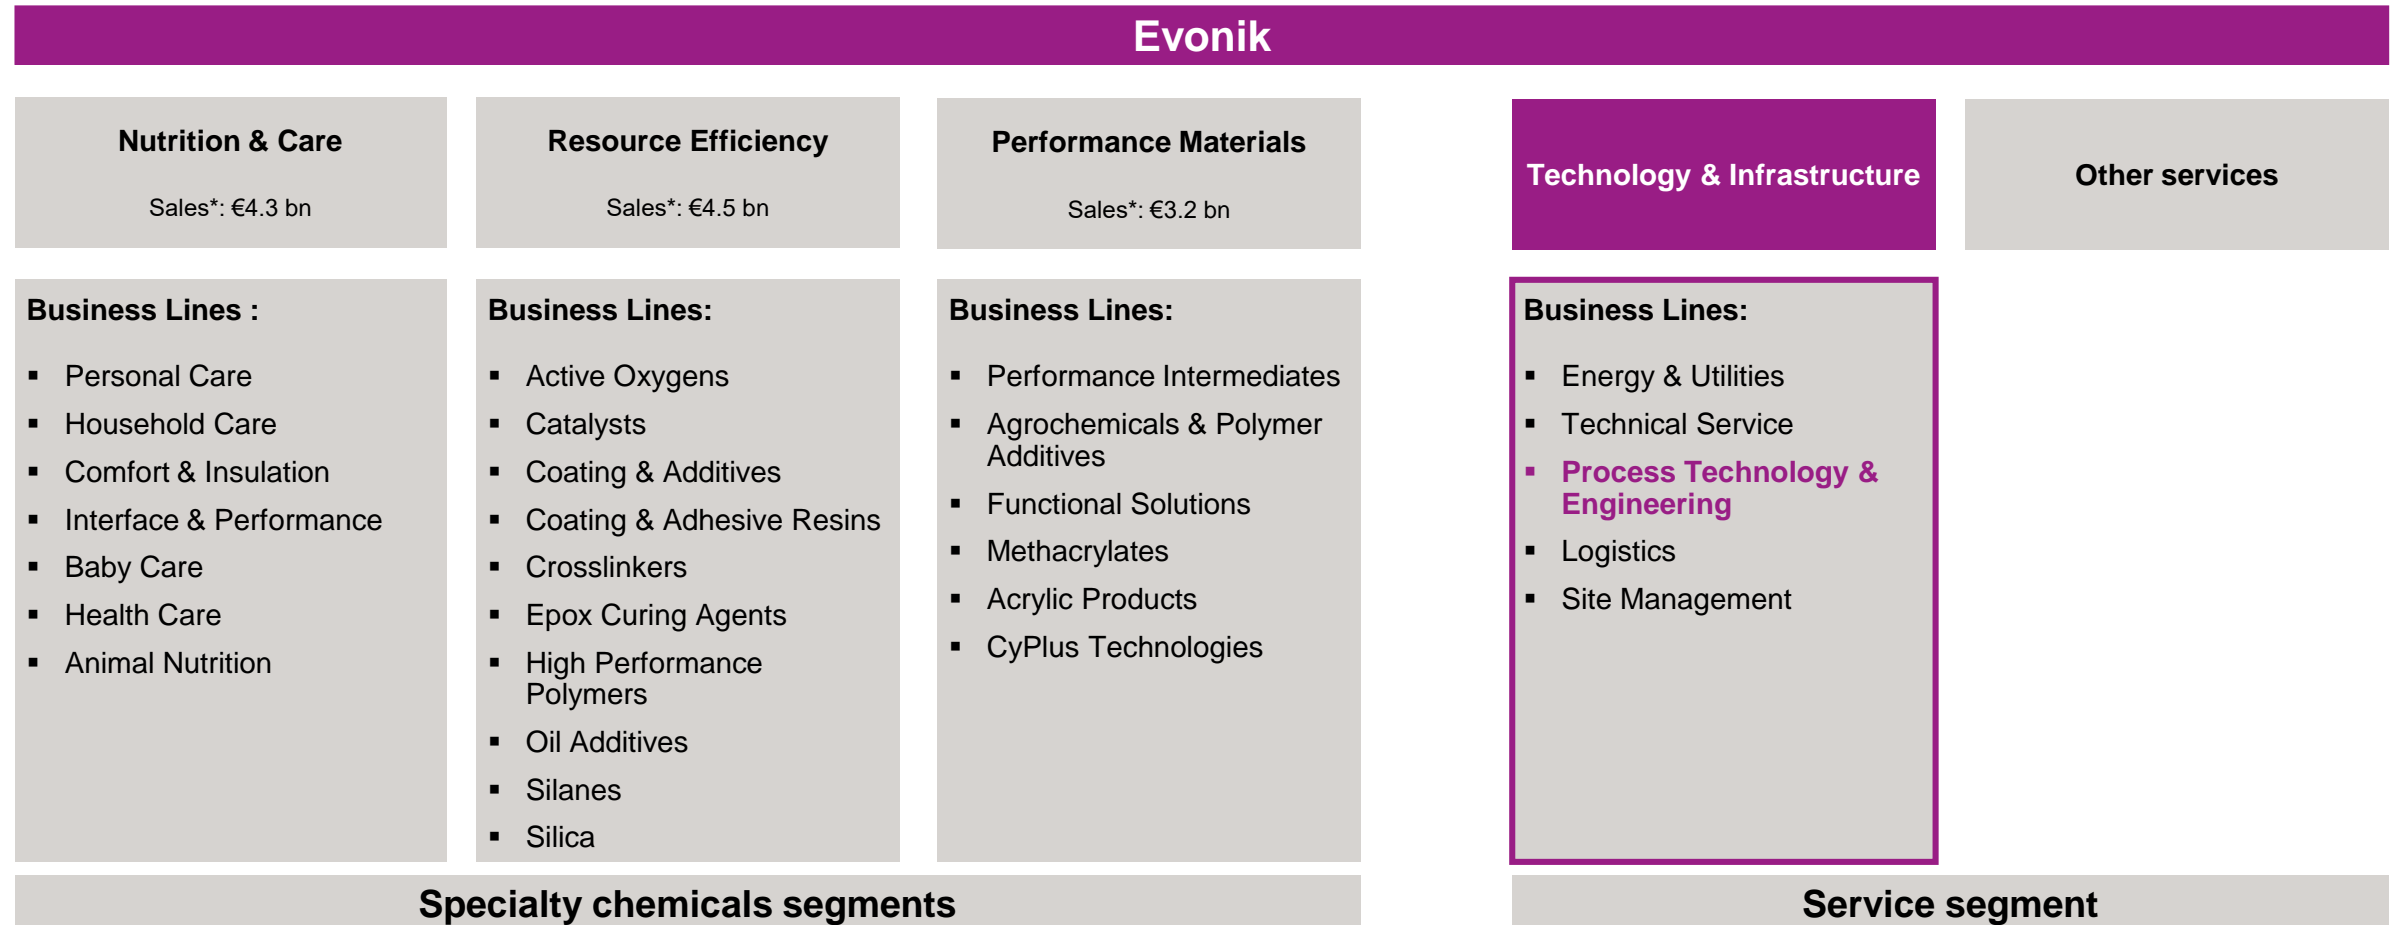 Evonik
Nutrition & Care
Sales*: €4.3 bn
Resource Efficiency
Sales*: €4.5 bn
Performance Materials
Sales*: €3.2 bn
Technology & Infrastructure
Other services
Business Lines :
▪ Personal Care
▪ Household Care
▪ Comfort & Insulation
▪ Interface & Performance
▪ Baby Care
▪ Health Care
▪ Animal Nutrition
Business Lines:
▪ Active Oxygens
▪ Catalysts
▪ Coating & Additives
▪ Coating & Adhesive Resins
▪ Crosslinkers
▪ Epox Curing Agents
▪ High Performance
Polymers
▪ Oil Additives
▪ Silanes
▪ Silica
Business Lines:
▪ Performance Intermediates
▪ Agrochemicals & Polymer
Additives
▪ Functional Solutions
▪ Methacrylates
▪ Acrylic Products
▪ CyPlus Technologies
Business Lines:
▪ Energy & Utilities
▪ Technical Service
▪ Process Technology &
Engineering
▪ Logistics
▪ Site Management
Specialty chemicals segments
Service segment